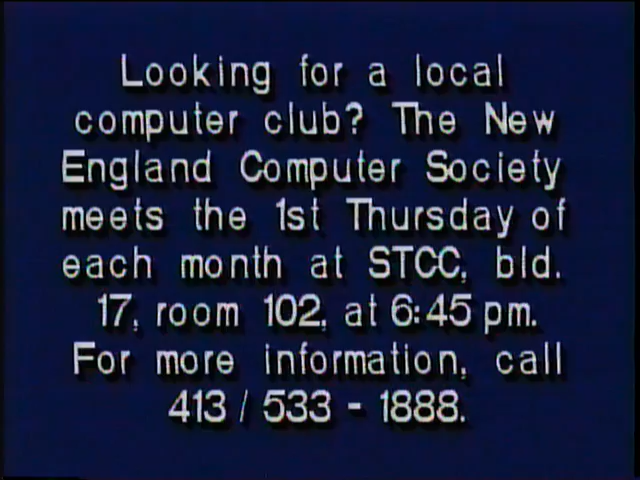 Looking for a local
computer club? The New
England Computer Society
meets the 1st Thursday of
each month at STCC, bld.
17, room 102, at 6:45 pm.
For more information, call
413 / 533 - 1888.